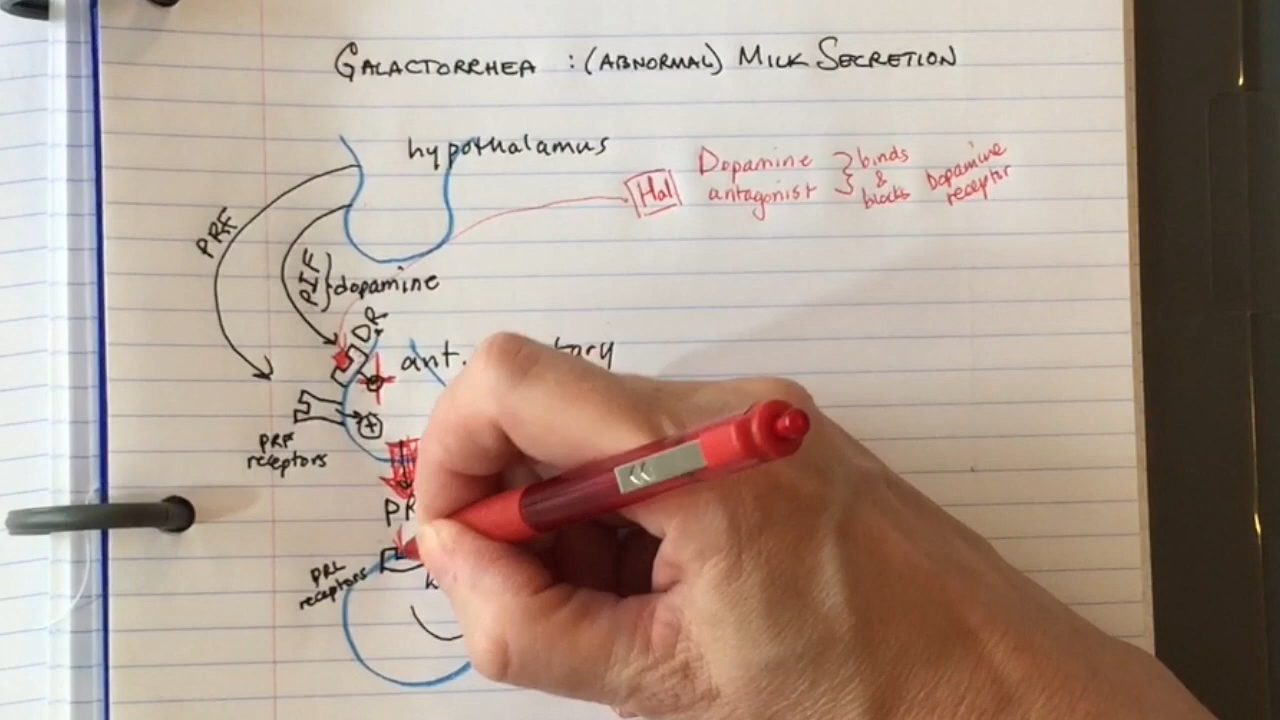 GALACTORRHEA : (ABNORMAL) MILK SECRETION
hypothalamus
Hal
Dopamine
antagonist
binds
&
blocks
Dopamine
receptor
PRF
PIF
dopamine
DR
ant.
PRF
receptors
PRL
receptors